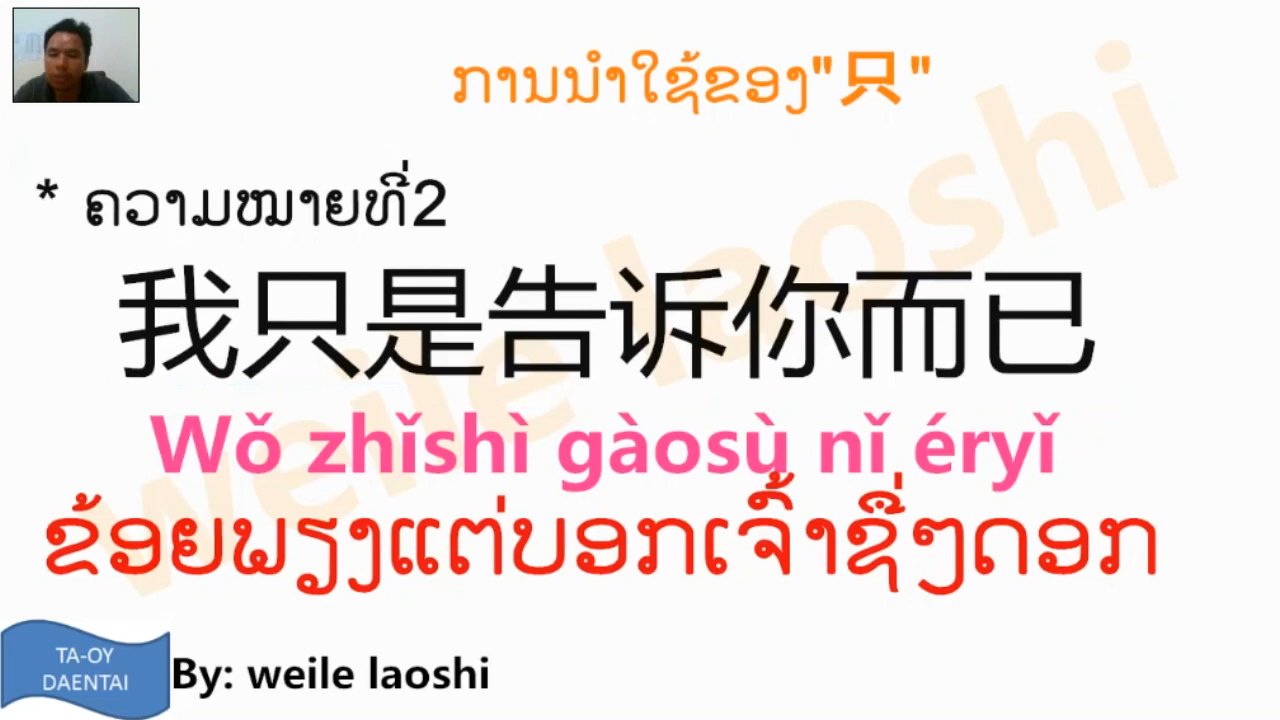 ການນຳໃຊ້ຂອງ"只"
* ຄວາມໝາຍທີ່2
我只是告诉你而已
Wǒ zhǐshì gàosù nǐ éryǐ
ຂ້ອຍພຽງແຕ່ບອກເຈົ້າຊື່ໆດອກ
TA-OY
DAENTAI
By: weile laoshi
weile laoshi